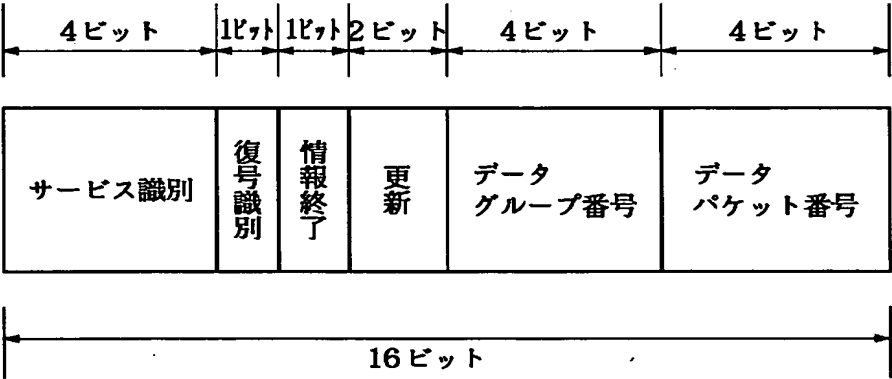 4ビット 1ビット 1ビット 2ビット 4ビット 4ビット
サービス識別
復号識別
情報終了
更新
データ
グループ番号
データ
パケット番号
16ビット